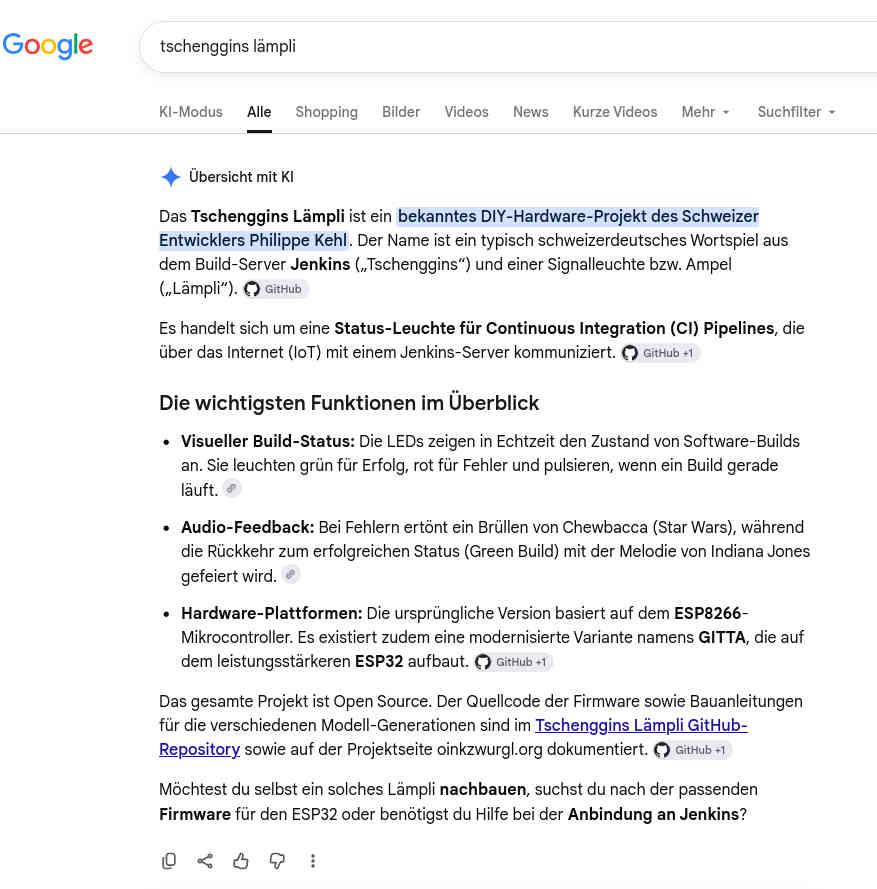 Google
tschenggins lämpli
KI-Modus Alle Shopping Bilder Videos News Kurze Videos Mehr Suchfilter
Übersicht mit KI
Das Tschenggins Lämpli ist ein bekanntes DIY-Hardware-Projekt des Schweizer
Entwicklers Philippe Kehl. Der Name ist ein typisch schweizerdeutsches Wortspiel aus
dem Build-Server Jenkins („Tschenggins“) und einer Signalleuchte bzw. Ampel
(„Lämpli“). GitHub
Es handelt sich um eine Status-Leuchte für Continuous Integration (CI) Pipelines, die
über das Internet (IoT) mit einem Jenkins-Server kommuniziert. GitHub +1
Die wichtigsten Funktionen im Überblick
• Visueller Build-Status: Die LEDs zeigen in Echtzeit den Zustand von Software-Builds
an. Sie leuchten grün für Erfolg, rot für Fehler und pulsieren, wenn ein Build gerade
läuft.
• Audio-Feedback: Bei Fehlern ertönt ein Brüllen von Chewbacca (Star Wars), während
die Rückkehr zum erfolgreichen Status (Green Build) mit der Melodie von Indiana Jones
gefeiert wird.
• Hardware-Plattformen: Die ursprüngliche Version basiert auf dem ESP8266-
Mikrocontroller. Es existiert zudem eine modernisierte Variante namens GITTA, die auf
dem leistungsstärkeren ESP32 aufbaut. GitHub +1
Das gesamte Projekt ist Open Source. Der Quellcode der Firmware sowie Bauanleitungen
für die verschiedenen Modell-Generationen sind im Tschenggins Lämpli GitHub-
Repository sowie auf der Projektseite oinkzwurgl.org dokumentiert. GitHub +1
Möchtest du selbst ein solches Lämpli nachbauen, suchst du nach der passenden
Firmware für den ESP32 oder benötigst du Hilfe bei der Anbindung an Jenkins?